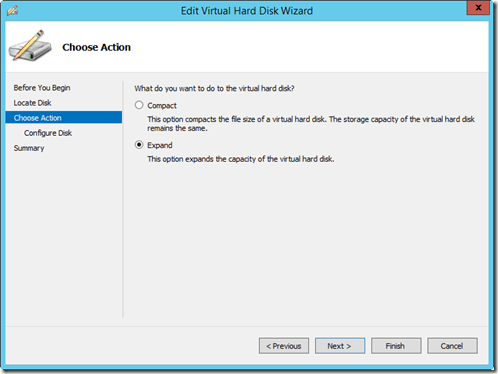 Edit Virtual Hard Disk Wizard
x
Choose Action
Before You Begin
Locate Disk
Choose Action
Configure Disk
Summary
What do you want to do to the virtual hard disk?
Compact
This option compacts the file size of a virtual hard disk. The storage capacity of the virtual hard disk
remains the same.
Expand
This option expands the capacity of the virtual hard disk.
< Previous
Next >
Finish
Cancel